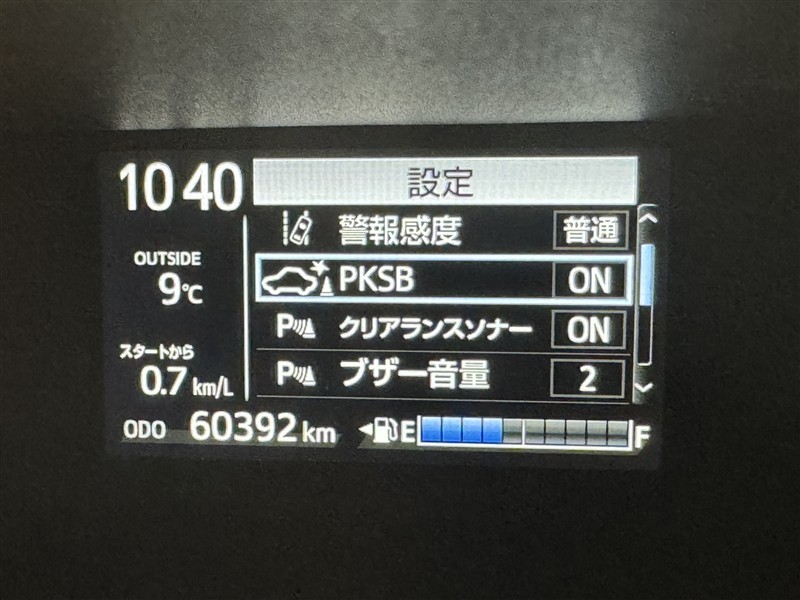 10 40
設定
警報感度 普通
OUTSIDE
9℃
PKSB ON
P クリアランスソナー ON
スタートから
0.7 km/L
P ブザー音量 2
ODO 60392 km
E F